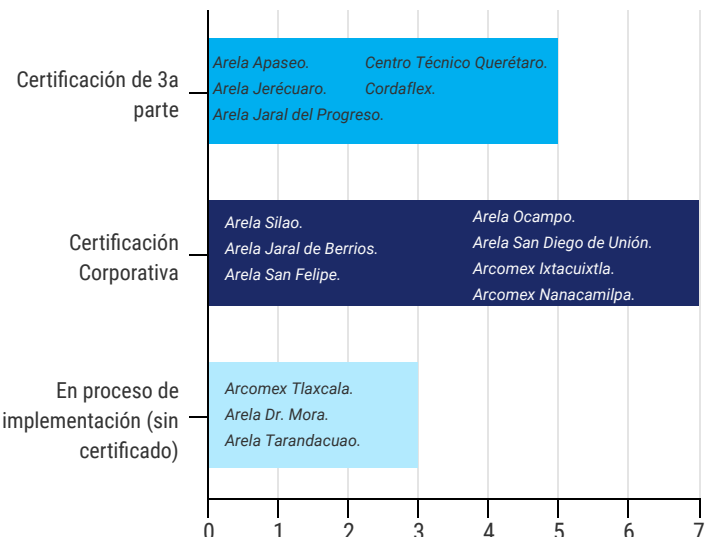 Certificación de 3a
parte
Arela Apaseo.
Arela Jerécuaro.
Arela Jaral del Progreso.
Centro Técnico Querétaro.
Cordaflex.
Certificación
Corporativa
Arela Silao.
Arela Jaral de Berrios.
Arela San Felipe.
Arela Ocampo.
Arela San Diego de Unión.
Arcomex Ixtacuixtla.
Arcomex Nanacamilpa.
En proceso de
implementación (sin
certificado)
Arcomex Tlaxcala.
Arela Dr. Mora.
Arela Tarandacuao.
0 1 2 3 4 5 6 7